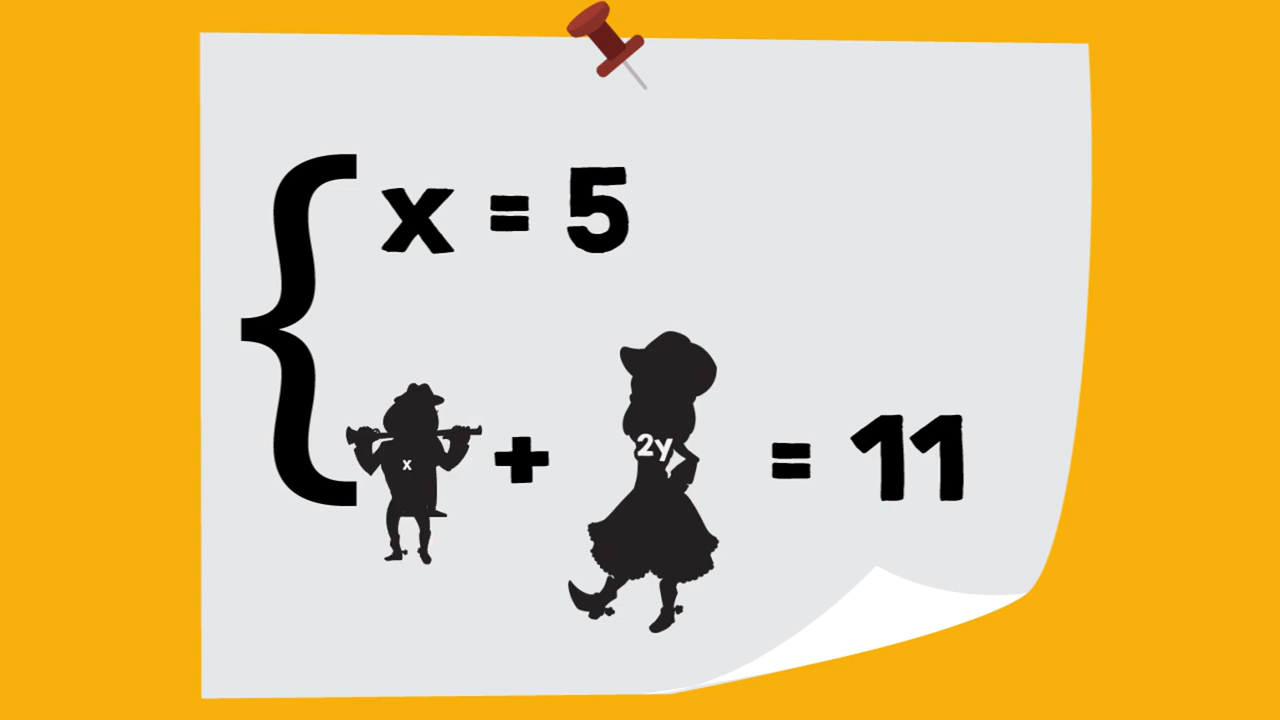 x = 5
x + 2y = 11